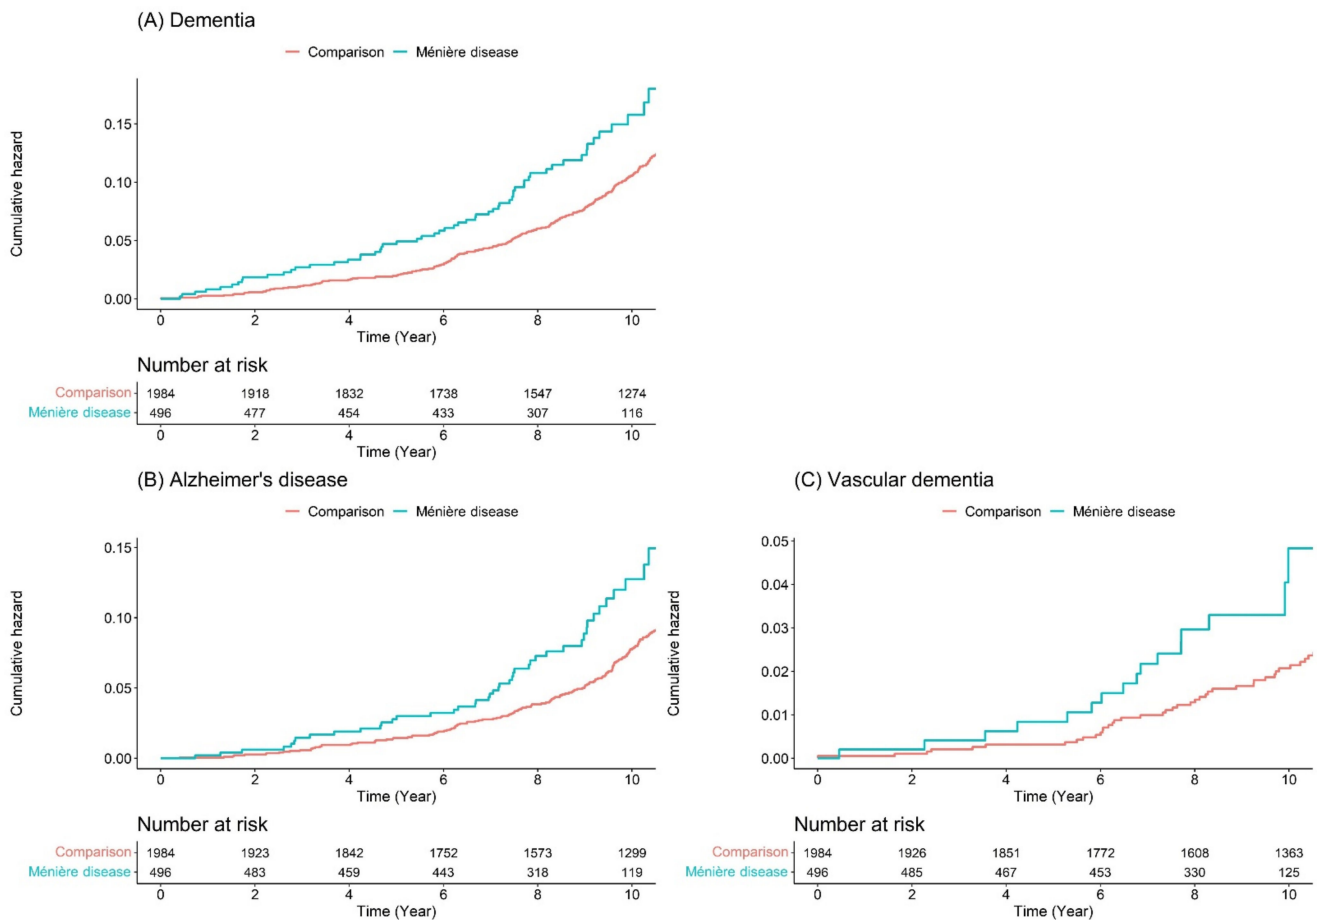 (A) Dementia
Comparison Ménière disease
Cumulative hazard
0.15
0.10
0.05
0.00
0 2 4 6 8 10
Time (Year)
Number at risk
Comparison 1984 1918 1832 1738 1547 1274
Ménière disease 496 477 454 433 307 116
0 2 4 6 8 10
Time (Year)
(B) Alzheimer's disease
Comparison Ménière disease
Cumulative hazard
0.15
0.10
0.05
0.00
0 2 4 6 8 10
Time (Year)
Number at risk
Comparison 1984 1923 1842 1752 1573 1299
Ménière disease 496 483 459 443 318 119
0 2 4 6 8 10
Time (Year)
(C) Vascular dementia
Comparison Ménière disease
Cumulative hazard
0.05
0.04
0.03
0.02
0.01
0.00
0 2 4 6 8 10
Time (Year)
Number at risk
Comparison 1984 1926 1851 1772 1608 1363
Ménière disease 496 485 467 453 330 125
0 2 4 6 8 10
Time (Year)